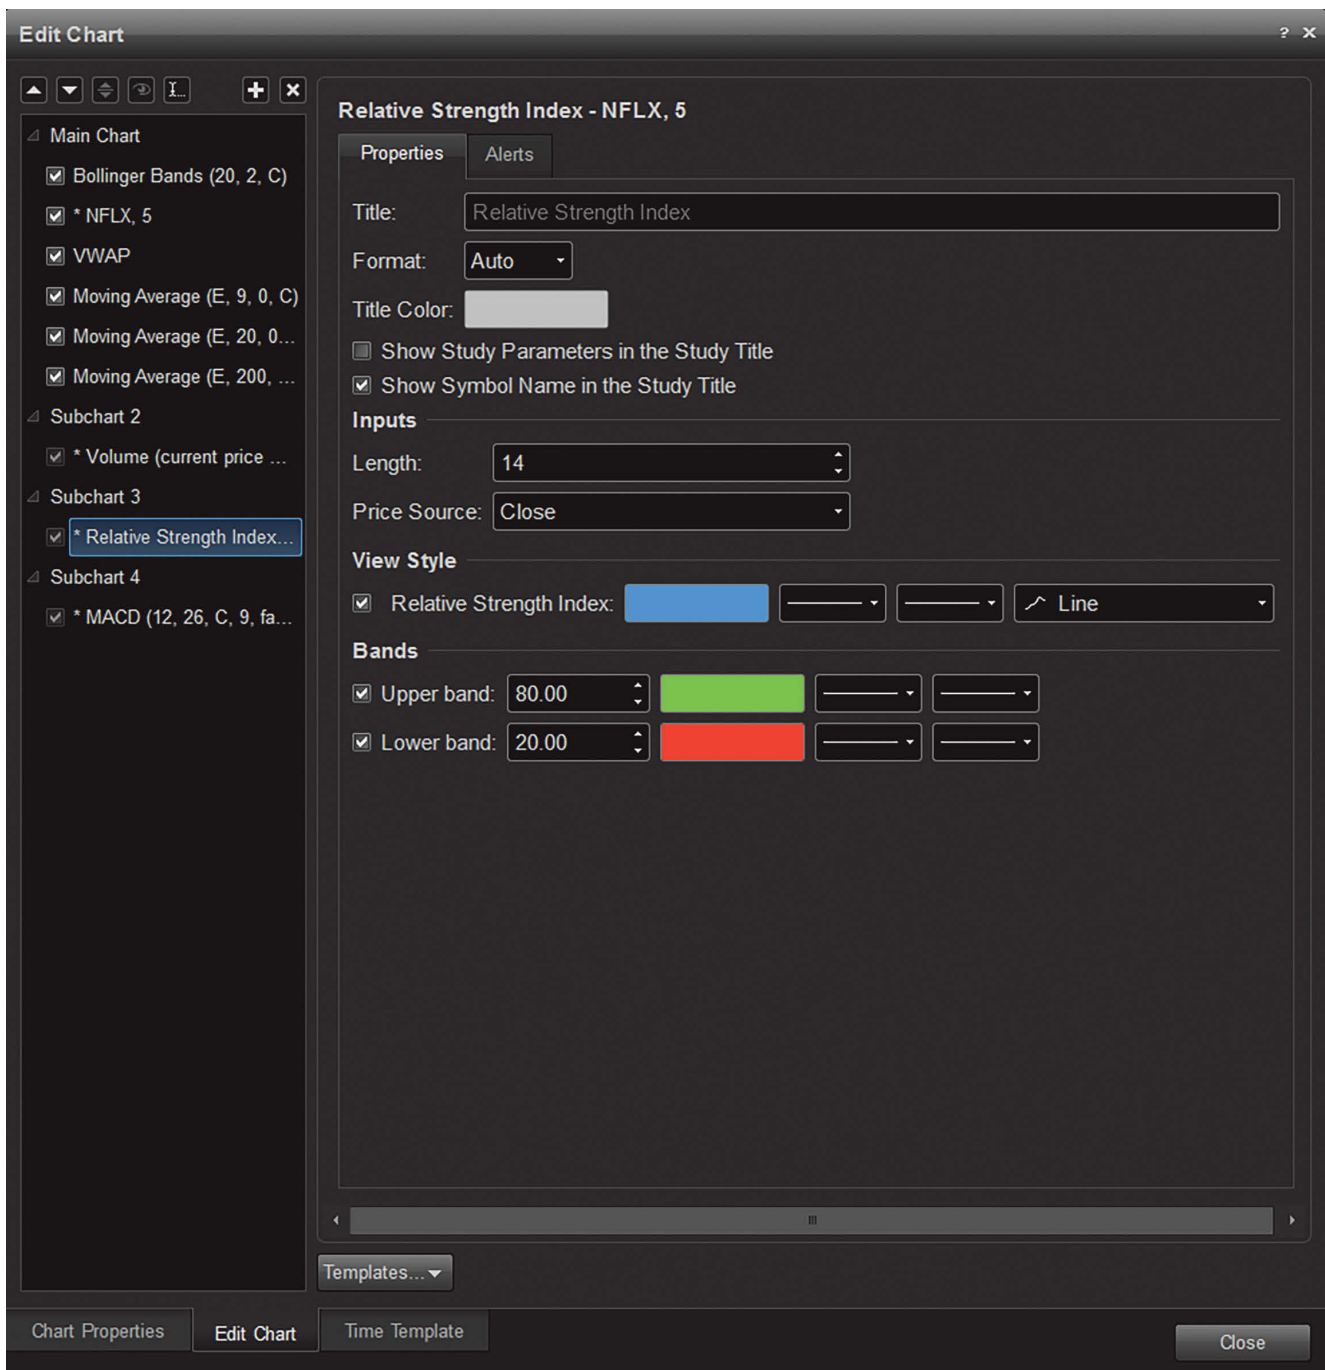 Edit Chart
? X
I...
Relative Strength Index - NFLX, 5
Main Chart
Bollinger Bands (20, 2, C)
* NFLX, 5
VWAP
Moving Average (E, 9, 0, C)
Moving Average (E, 20, 0...
Moving Average (E, 200, ...
Subchart 2
* Volume (current price ...
Subchart 3
* Relative Strength Index...
Subchart 4
* MACD (12, 26, C, 9, fa...
Properties Alerts
Title: Relative Strength Index
Format: Auto
Title Color:
Show Study Parameters in the Study Title
Show Symbol Name in the Study Title
Inputs
Length: 14
Price Source: Close
View Style
Relative Strength Index: Line
Bands
Upper band: 80.00
Lower band: 20.00
Templates...
Chart Properties Edit Chart Time Template
Close